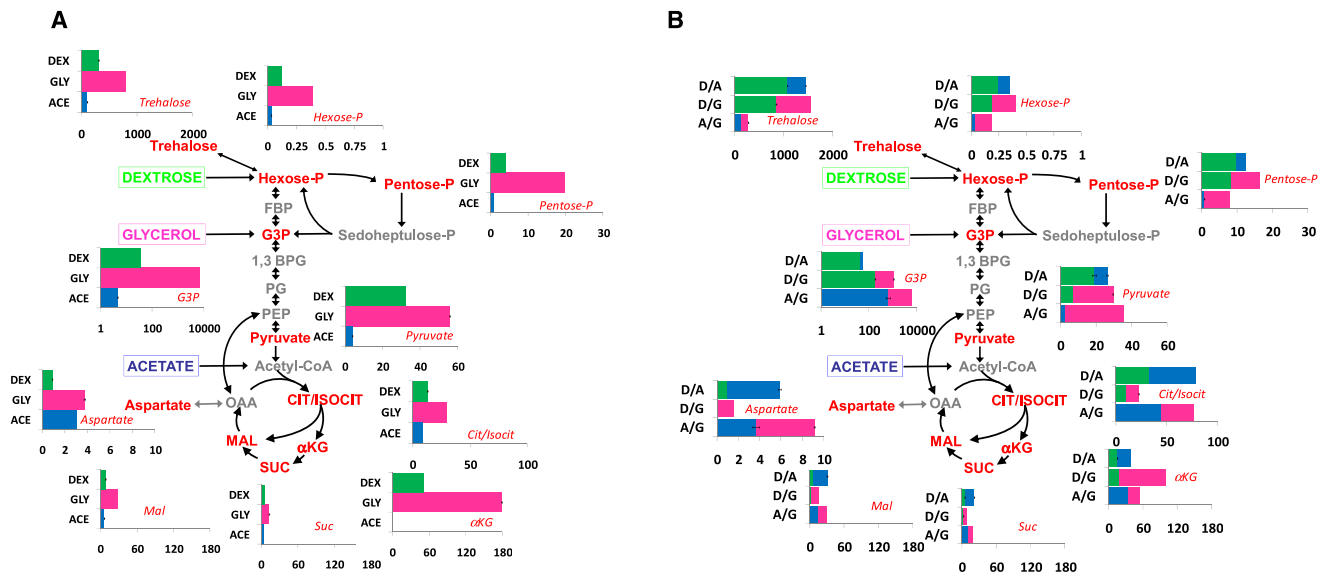 A
DEX
GLY
ACE
Trehalose
0 1000 2000
DEX
GLY
ACE
Hexose-P
0 0.25 0.5 0.75 1
Trehalose
DEXTROSE
Hexose-P
Pentose-P
DEX
GLY
ACE
Pentose-P
0 10 20 30
FBP
GLYCEROL
G3P
Sedoheptulose-P
DEX
GLY
ACE
G3P
1 100 10000
1,3 BPG
PG
PEP
Pyruvate
DEX
GLY
ACE
Pyruvate
0 20 40 60
ACETATE
Acetyl-CoA
DEX
GLY
ACE
Aspartate
0 2 4 6 8 10
Aspartate
OAA
CIT/ISOCIT
MAL
αKG
SUC
DEX
GLY
ACE
Cit/Isocit
0 50 100
DEX
GLY
ACE
Mal
0 60 120 180
DEX
GLY
ACE
Suc
0 60 120 180
DEX
GLY
ACE
αKG
0 60 120 180
B
D/A
D/G
A/G
Trehalose
0 1000 2000
D/A
D/G
A/G
Hexose-P
0 0.25 0.5 0.75 1
Trehalose
DEXTROSE
Hexose-P
Pentose-P
D/A
D/G
A/G
Pentose-P
0 10 20 30
FBP
GLYCEROL
G3P
Sedoheptulose-P
D/A
D/G
A/G
G3P
1 100 10000
1,3 BPG
PG
PEP
Pyruvate
D/A
D/G
A/G
Pyruvate
0 20 40 60
ACETATE
Acetyl-CoA
D/A
D/G
A/G
Aspartate
0 2 4 6 8 10
Aspartate
OAA
CIT/ISOCIT
MAL
αKG
SUC
D/A
D/G
A/G
Cit/Isocit
0 50 100
D/A
D/G
A/G
Mal
0 60 120 180
D/A
D/G
A/G
Suc
0 60 120 180
D/A
D/G
A/G
αKG
0 60 120 180